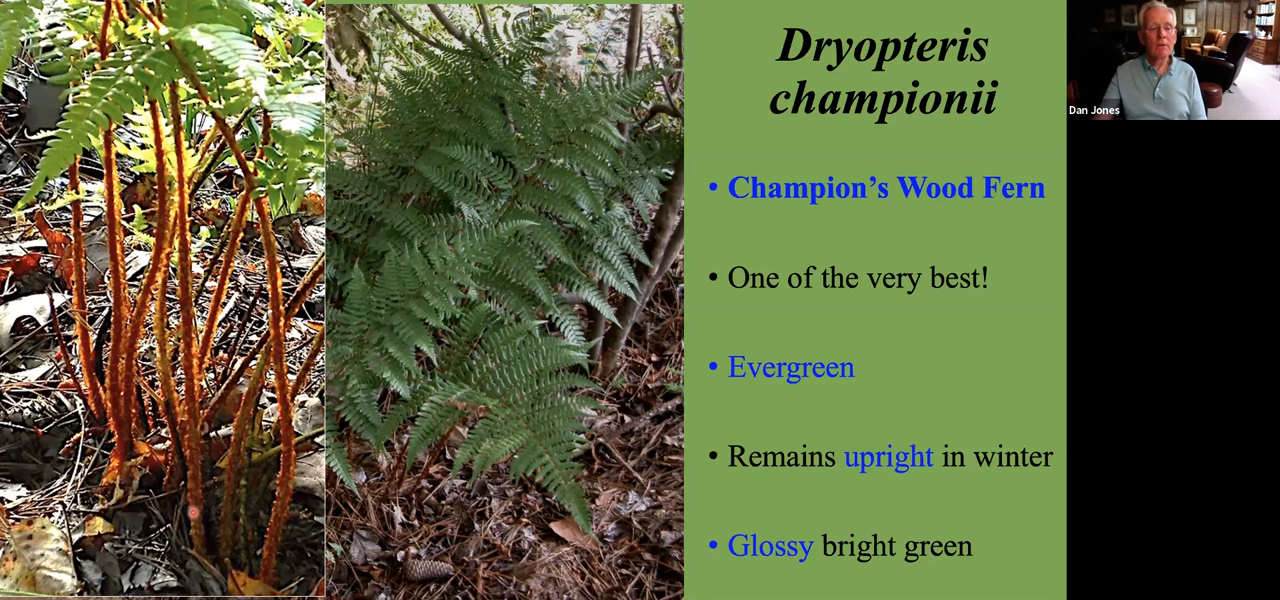 Dryopteris
championii
• Champion’s Wood Fern
• One of the very best!
• Evergreen
• Remains upright in winter
• Glossy bright green
Dan Jones